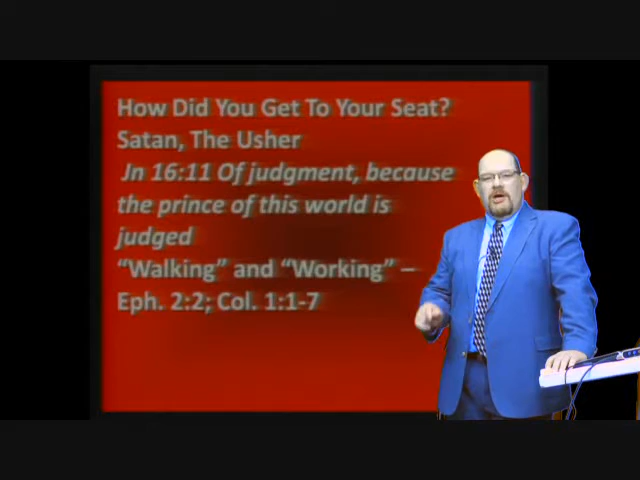 How Did You Get To Your Seat?
Satan, The Usher
Jn 16:11 Of judgment, because
the prince of this world is
judged
“Walking” and “Working” –
Eph. 2:2; Col. 1:1-7